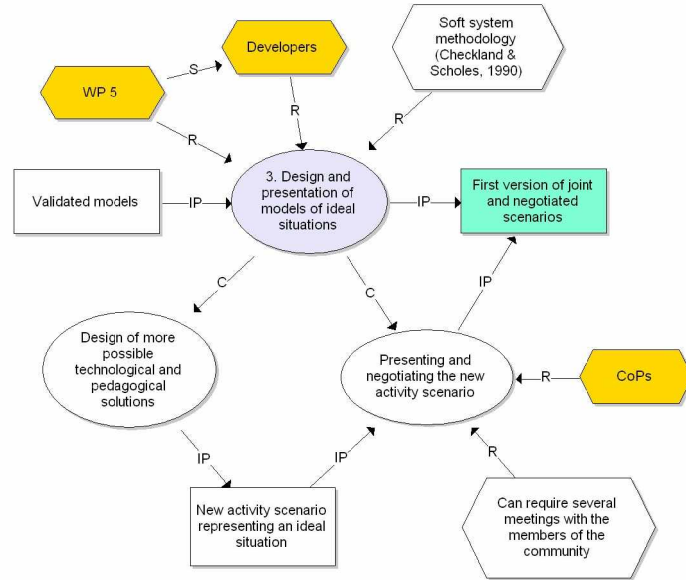 Developers
Soft system
methodology
(Checkland &
Scholes, 1990)
S
WP 5
R
R
R
3. Design and
presentation of
models of ideal
situations
Validated models
IP
IP
First version of joint
and negotiated
scenarios
C
C
IP
Design of more
possible
technological and
pedagogical
solutions
Presenting and
negotiating the new
activity scenario
R
CoPs
IP
IP
R
New activity scenario
representing an ideal
situation
Can require several
meetings with the
members of the
community